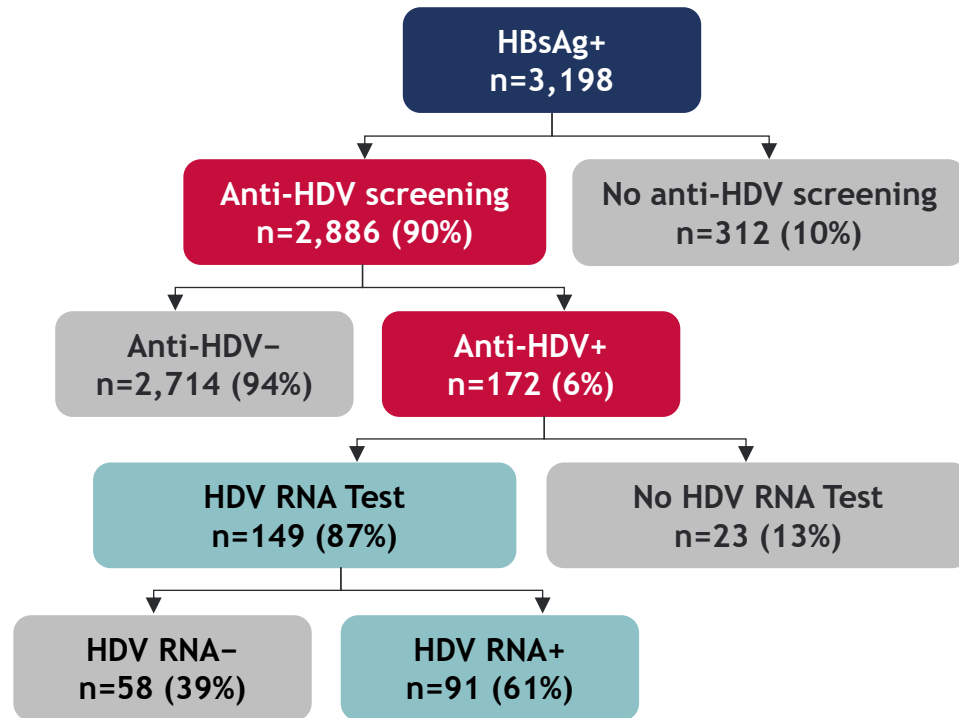 HBsAg+
n=3,198
Anti-HDV screening
n=2,886 (90%)
No anti-HDV screening
n=312 (10%)
Anti-HDV−
n=2,714 (94%)
Anti-HDV+
n=172 (6%)
HDV RNA Test
n=149 (87%)
No HDV RNA Test
n=23 (13%)
HDV RNA−
n=58 (39%)
HDV RNA+
n=91 (61%)